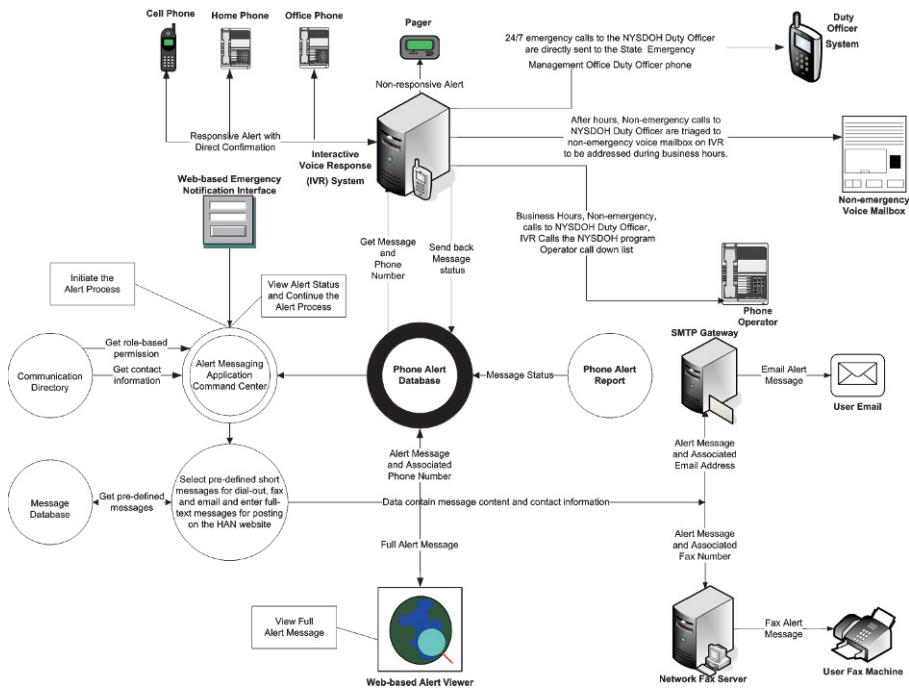 Cell Phone
Home Phone
Office Phone
Pager
24/7 emergency calls to the NYSDOH Duty Officer
are directly sent to the State Emergency
Management Office Duty Officer phone
Duty
Officer
System
Non-responsive Alert
Responsive Alert with
Direct Confirmation
Interactive
Voice Response
(IVR) System
After hours, Non-emergency calls to
NYSDOH Duty Officer are triaged to
non-emergency voice mailbox on IVR
to be addressed during business hours.
Non-emergency
Voice Mailbox
Web-based Emergency
Notification Interface
Business Hours, Non-emergency,
calls to NYSDOH Duty Officer,
IVR Calls the NYSDOH program
Operator call down list
Get Message
and
Phone
Number
Send back
Message
status
Initiate the
Alert Process
View Alert Status
and Continue the
Alert Process
Phone
Operator
Communication
Directory
Get role-based
permission
Get contact
information
Alert Messaging
Application
Command Center
Phone Alert
Database
Message Status
Phone Alert
Report
SMTP Gateway
Email Alert
Message
User Email
Message
Database
Get pre-defined
messages
Select pre-defined short
messages for dial-out, fax
and email and enter full-
text messages for posting
on the HAN website
Alert Message
and Associated
Phone Number
Alert Message
and Associated
Email Address
Data contain message content and contact information
Full Alert Message
Alert Message
and Associated
Fax Number
View Full
Alert Message
Web-based Alert Viewer
Network Fax Server
Fax Alert
Message
User Fax Machine